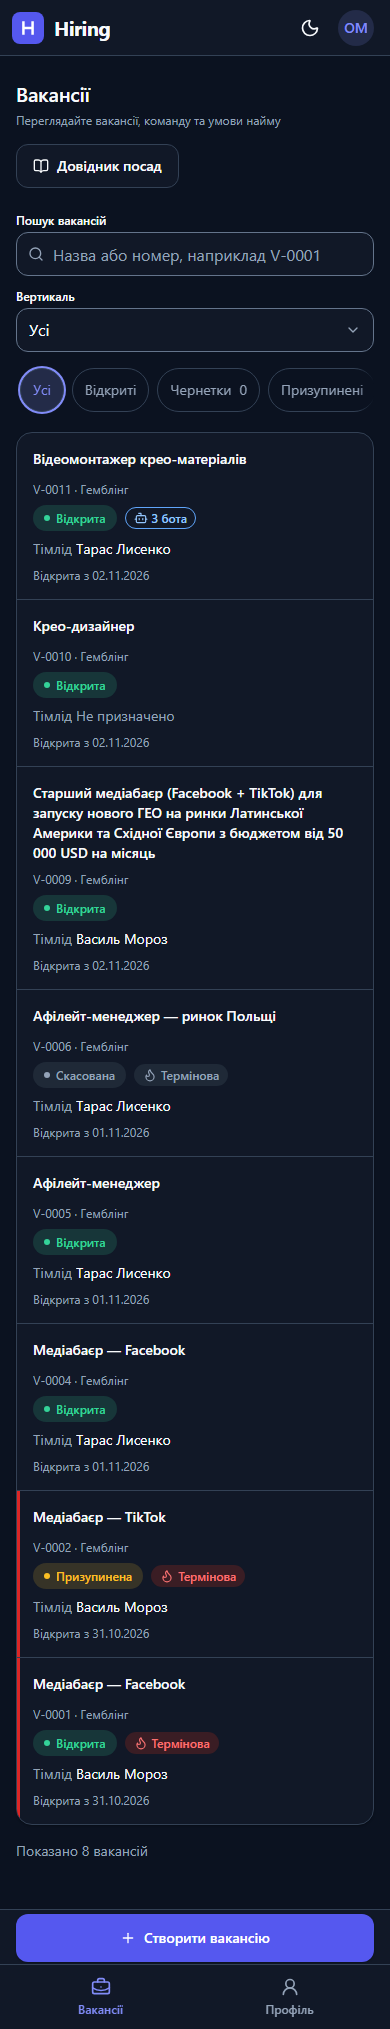 H Hiring
ОМ
Вакансії
Переглядайте вакансії, команду та умови найму
Довідник посад
Пошук вакансій
Назва або номер, наприклад V-0001
Вертикаль
Усі
Усі Відкриті Чернетки 0 Призупинені
Відеомонтажер крео-матеріалів
V-0011 · Гемблінг
Відкрита З бота
Тімлід Тарас Лисенко
Відкрита з 02.11.2026
Крео-дизайнер
V-0010 · Гемблінг
Відкрита
Тімлід Не призначено
Відкрита з 02.11.2026
Старший медіабаєр (Facebook + TikTok) для
запуску нового ГЕО на ринки Латинської
Америки та Східної Європи з бюджетом від 50
000 USD на місяць
V-0009 · Гемблінг
Відкрита
Тімлід Василь Мороз
Відкрита з 02.11.2026
Афілейт-менеджер — ринок Польщі
V-0006 · Гемблінг
Скасована Термінова
Тімлід Тарас Лисенко
Відкрита з 01.11.2026
Афілейт-менеджер
V-0005 · Гемблінг
Відкрита
Тімлід Тарас Лисенко
Відкрита з 01.11.2026
Медіабаєр — Facebook
V-0004 · Гемблінг
Відкрита
Тімлід Тарас Лисенко
Відкрита з 01.11.2026
Медіабаєр — TikTok
V-0002 · Гемблінг
Призупинена Термінова
Тімлід Василь Мороз
Відкрита з 31.10.2026
Медіабаєр — Facebook
V-0001 · Гемблінг
Відкрита Термінова
Тімлід Василь Мороз
Відкрита з 31.10.2026
Показано 8 вакансій
Створити вакансію
Вакансії Профіль